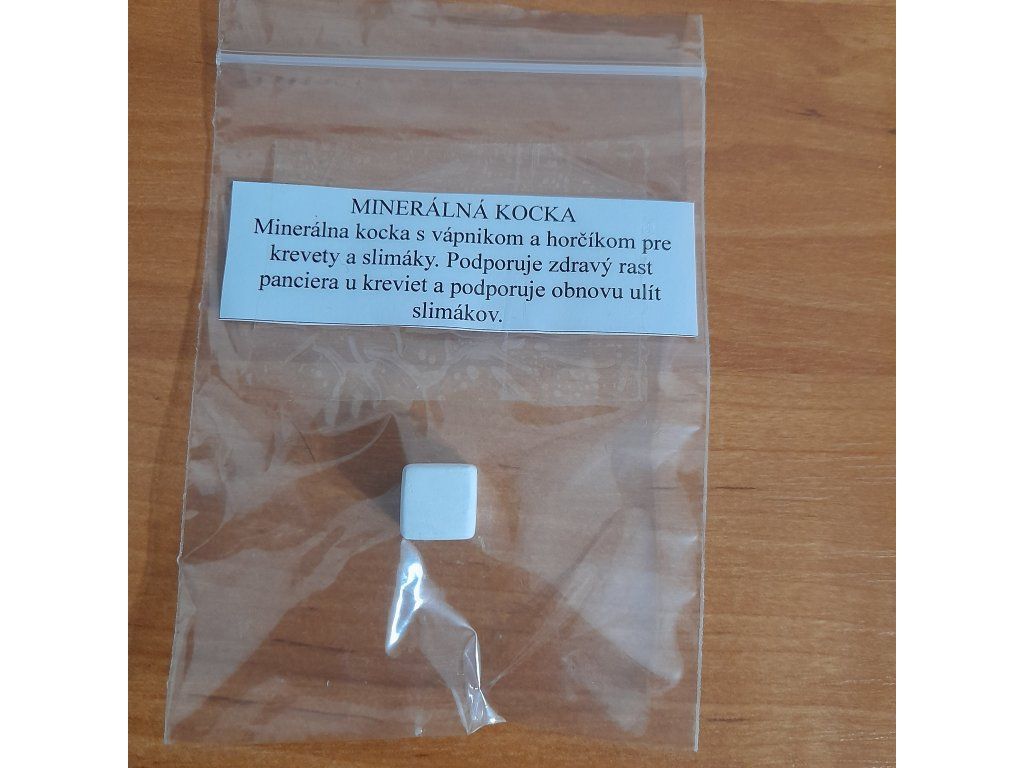 MINERÁLNÁ KOCKA
Minerálna kocka s vápnikom a horčíkom pre
krevety a slimáky. Podporuje zdravý rast
panciera u kreviet a podporuje obnovu ulít
slimákov.